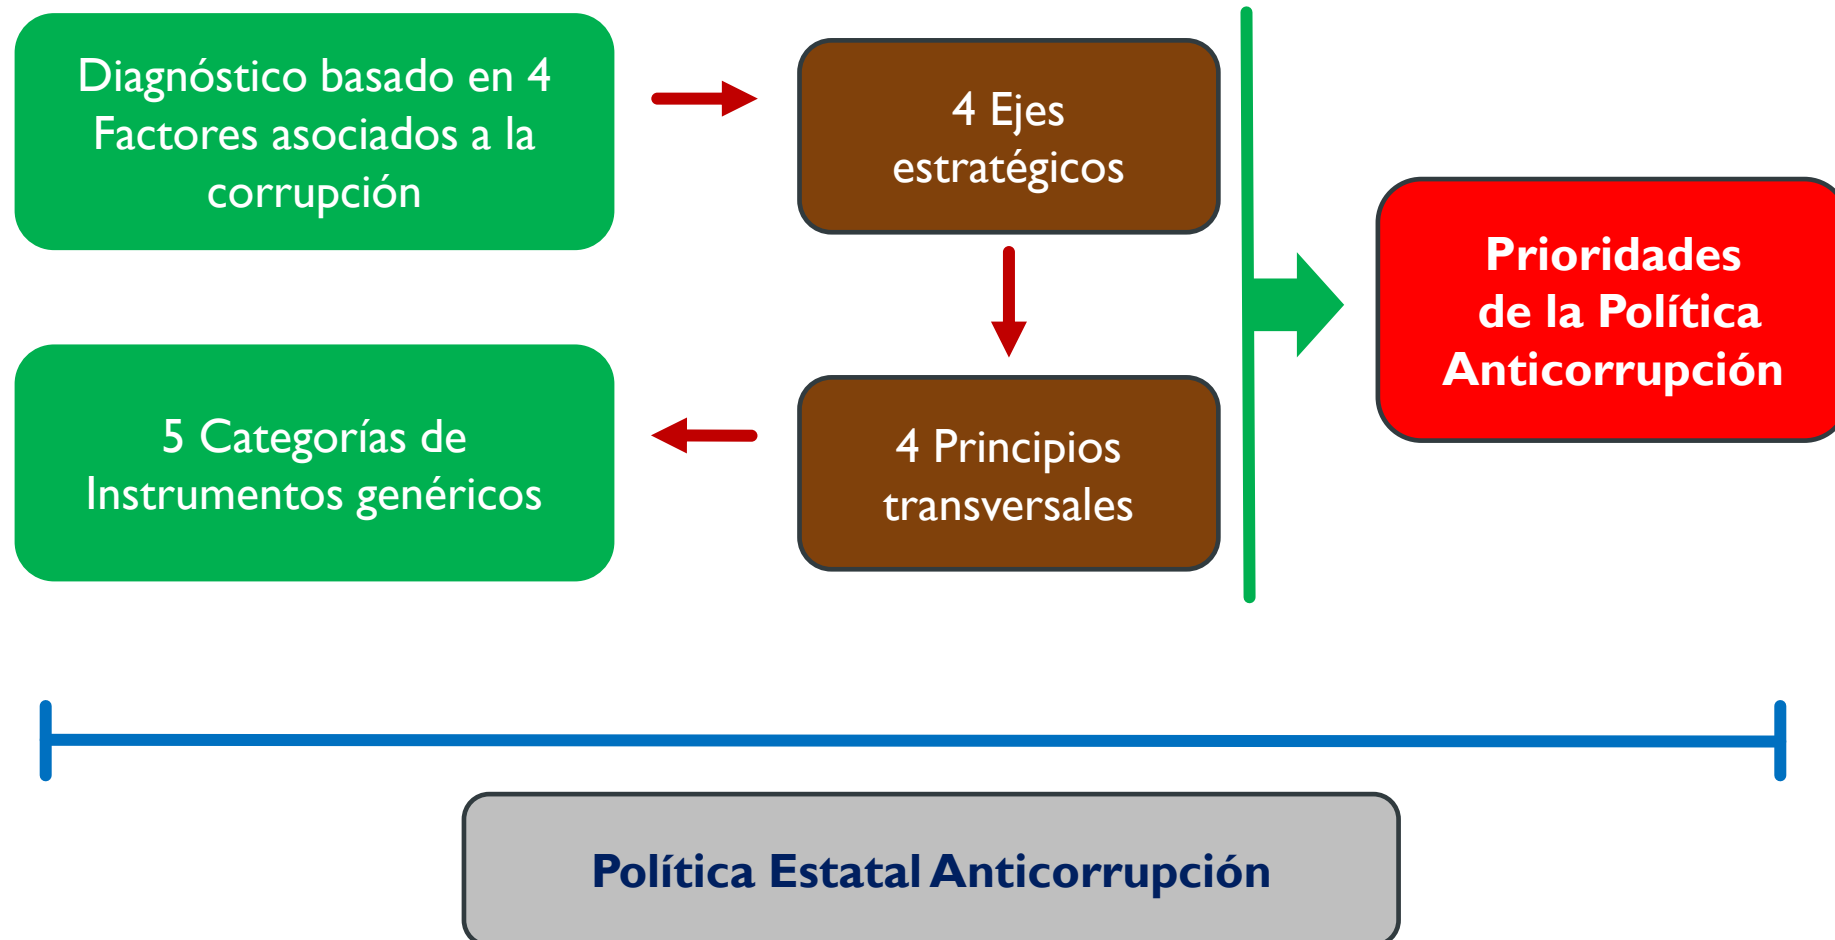 Diagnóstico basado en 4
Factores asociados a la
corrupción
4 Ejes
estratégicos
5 Categorías de
Instrumentos genéricos
4 Principios
transversales
Prioridades
de la Política
Anticorrupción
Política Estatal Anticorrupción